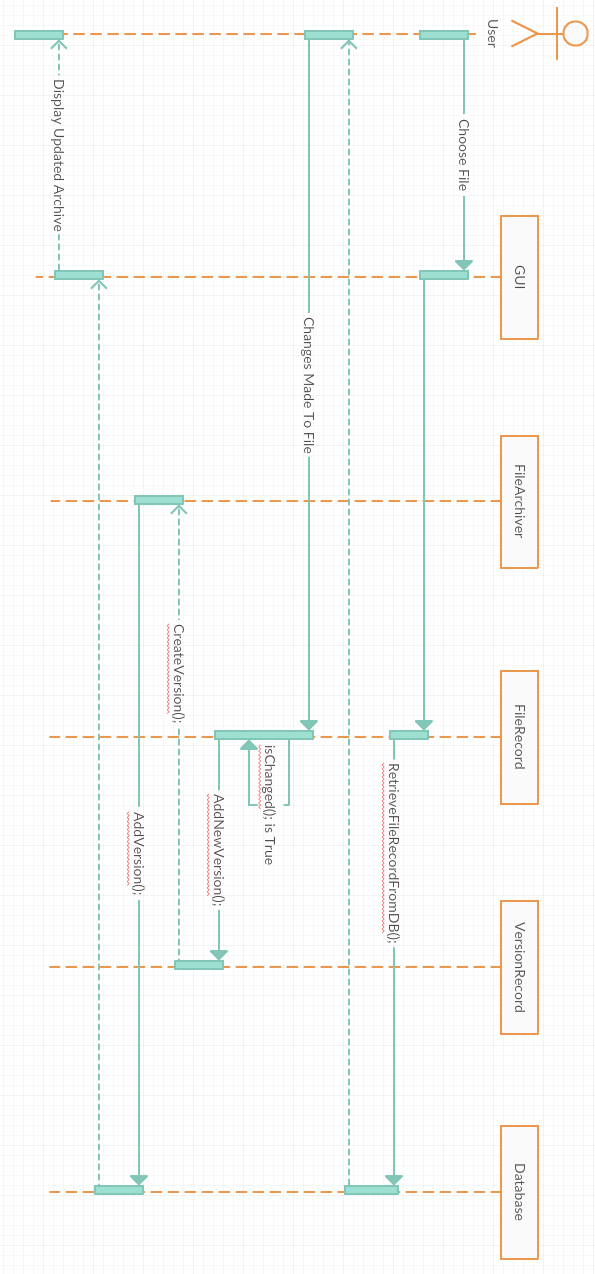 User
GUI
FileArchiver
FileRecord
VersionRecord
Database
Choose File
RetrieveFileRecordFromDB();
Changes Made To File
isChanged(); is True
AddNewVersion();
CreateVersion();
AddVersion();
Display Updated Archive